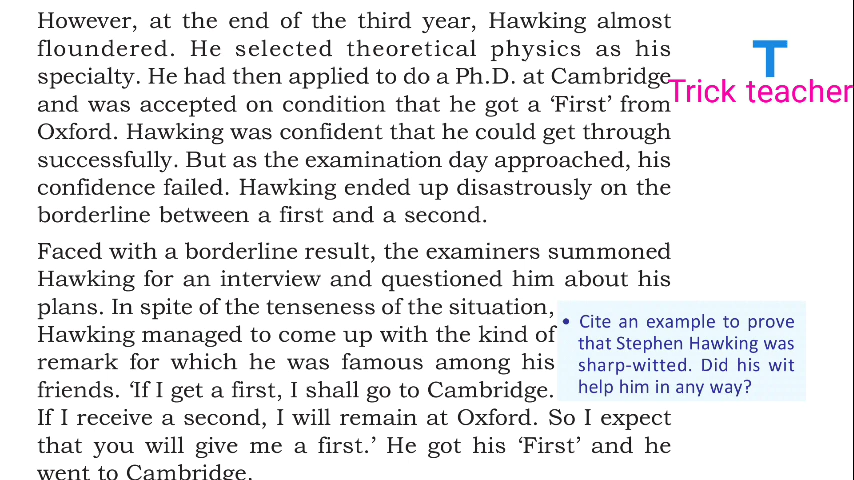 However, at the end of the third year, Hawking almost
floundered. He selected theoretical physics as his
specialty. He had then applied to do a Ph.D. at Cambridge
and was accepted on condition that he got a ‘First’ from
Oxford. Hawking was confident that he could get through
successfully. But as the examination day approached, his
confidence failed. Hawking ended up disastrously on the
borderline between a first and a second.
Faced with a borderline result, the examiners summoned
Hawking for an interview and questioned him about his
plans. In spite of the tenseness of the situation,
Hawking managed to come up with the kind of
remark for which he was famous among his
friends. ‘If I get a first, I shall go to Cambridge.
If I receive a second, I will remain at Oxford. So I expect
that you will give me a first.’ He got his ‘First’ and he
went to Cambridge.
• Cite an example to prove
that Stephen Hawking was
sharp-witted. Did his wit
help him in any way?
T
Trick teacher